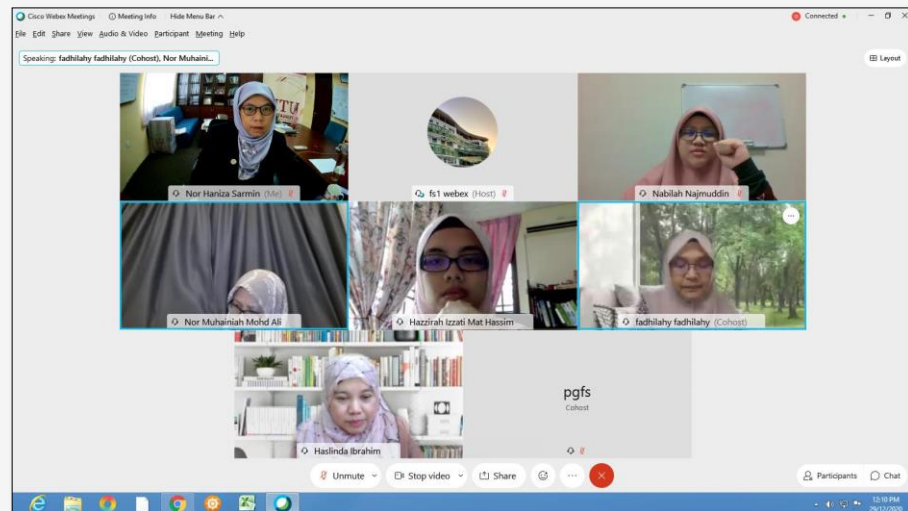 Cisco Webex Meetings
Meeting Info
Hide Menu Bar
Connected
File Edit Share View Audio & Video Participant Meeting Help
Speaking: fadhilahy fadhilahy (Cohost), Nor Muhaini...
Layout
TU
Nor Haniza Sarmin (Me)
fs1 webex (Host)
Nabilah Najmuddin
Nor Muhainiah Mohd Ali
Hazzirah Izzati Mat Hassim
fadhilahy fadhilahy (Cohost)
Haslinda Ibrahim
pgfs
Cohost
Unmute
Stop video
Share
Participants
Chat
12:10 PM
29/12/2020